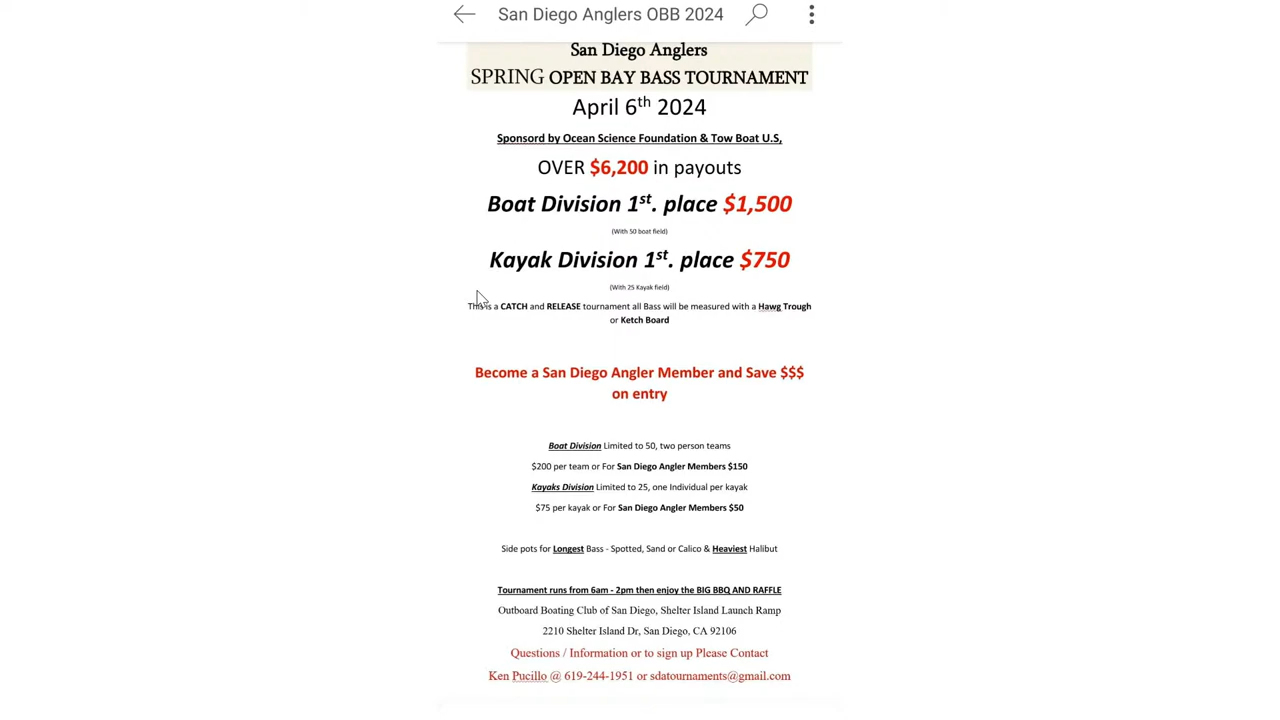 San Diego Anglers OBB 2024
San Diego Anglers
SPRING OPEN BAY BASS TOURNAMENT
April 6th 2024
Sponsord by Ocean Science Foundation & Tow Boat U.S,
OVER $6,200 in payouts
Boat Division 1st. place $1,500
(With 50 boat field)
Kayak Division 1st. place $750
(With 25 Kayak field)
This is a CATCH and RELEASE tournament all Bass will be measured with a Hawg Trough
or Ketch Board
Become a San Diego Angler Member and Save $$$
on entry
Boat Division Limited to 50, two person teams
$200 per team or For San Diego Angler Members $150
Kayaks Division Limited to 25, one Individual per kayak
$75 per kayak or For San Diego Angler Members $50
Side pots for Longest Bass - Spotted, Sand or Calico & Heaviest Halibut
Tournament runs from 6am - 2pm then enjoy the BIG BBQ AND RAFFLE
Outboard Boating Club of San Diego, Shelter Island Launch Ramp
2210 Shelter Island Dr, San Diego, CA 92106
Questions / Information or to sign up Please Contact
Ken Pucillo @ 619-244-1951 or sdatournaments@gmail.com